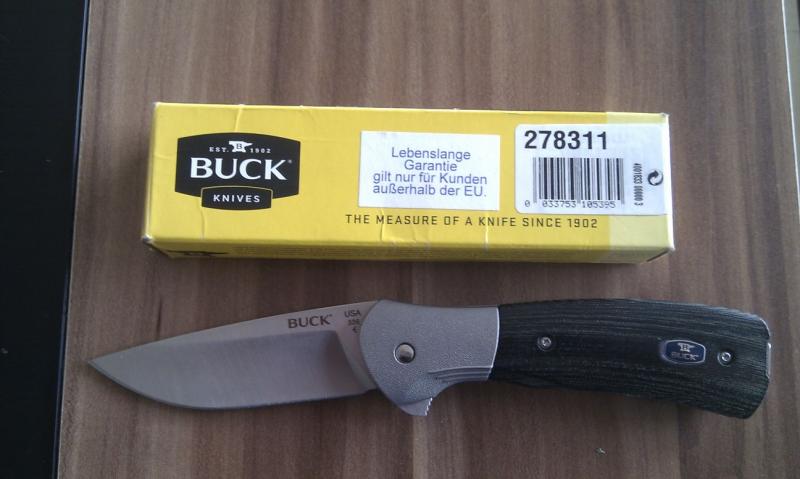 EST. B 1902
BUCK®
KNIVES
Lebenslange
Garantie
gilt nur für Kunden
außerhalb der EU.
278311
0 033753 105395
THE MEASURE OF A KNIFE SINCE 1902
BUCK®
USA
336
BUCK